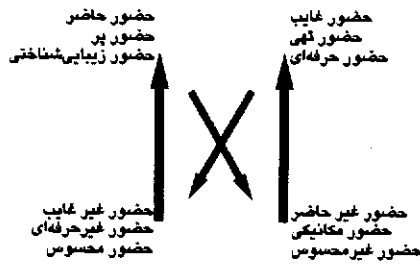 حضور غایب
حضور تهی
حضور حرفه‌ای
حضور حاضر
حضور پر
حضور زیبایی‌شناختی
حضور غیر حاضر
حضور مکانیکی
حضور غیرمحسوس
حضور غیر غایب
حضور غیرحرفه‌ای
حضور محسوس